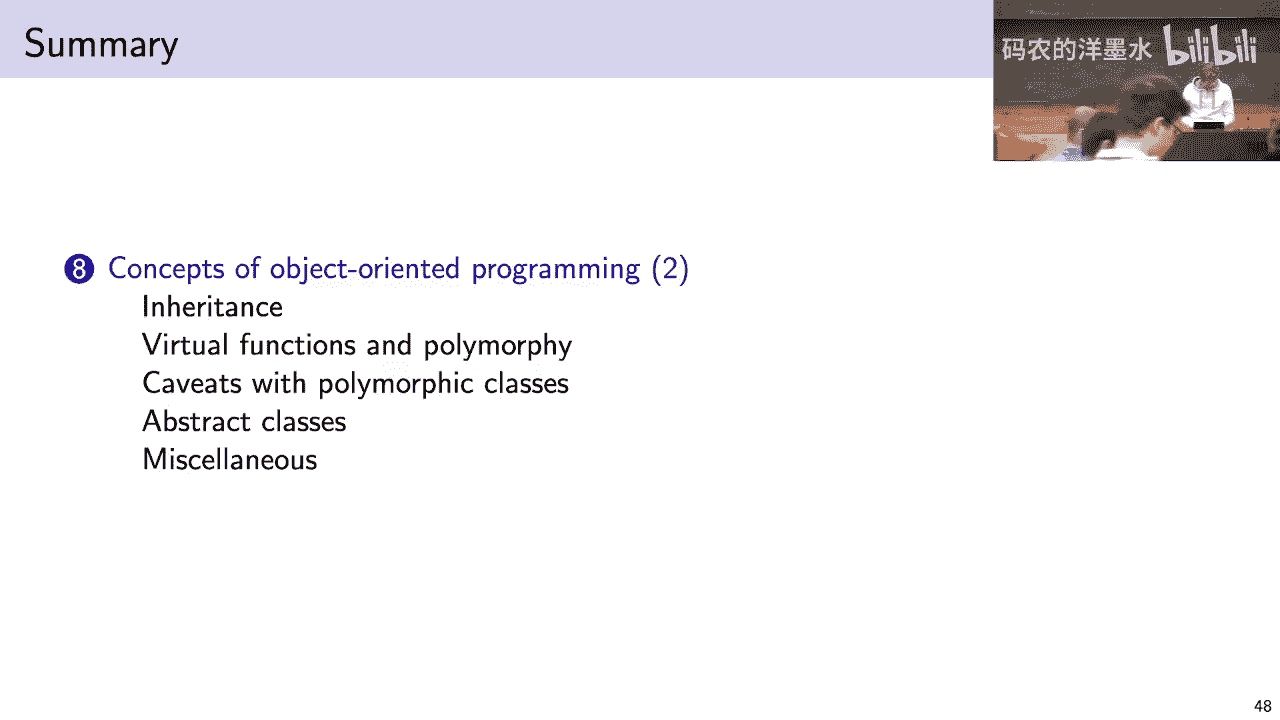 Summary
码农的洋墨水 bilibili
8 Concepts of object-oriented programming (2)
Inheritance
Virtual functions and polymorphy
Caveats with polymorphic classes
Abstract classes
Miscellaneous
48